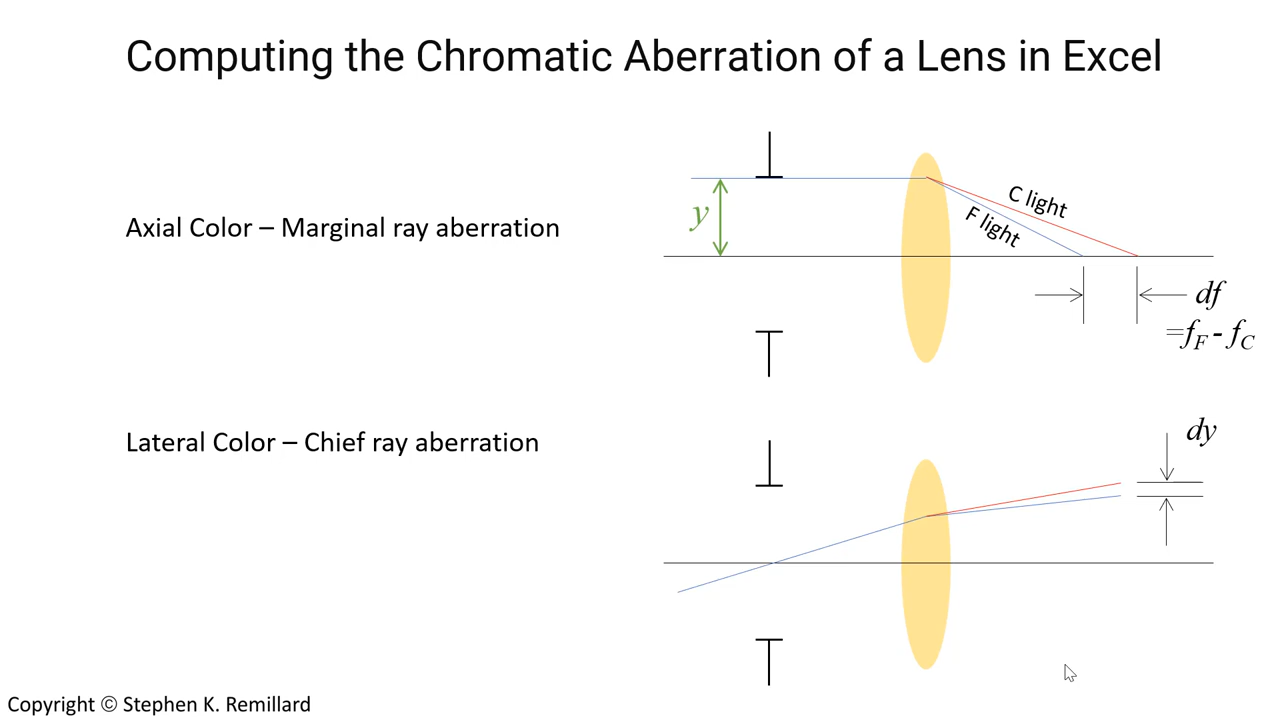 Computing the Chromatic Aberration of a Lens in Excel
Axial Color – Marginal ray aberration
y
C light
F light
df
=fF - fC
Lateral Color – Chief ray aberration
dy
Copyright © Stephen K. Remillard